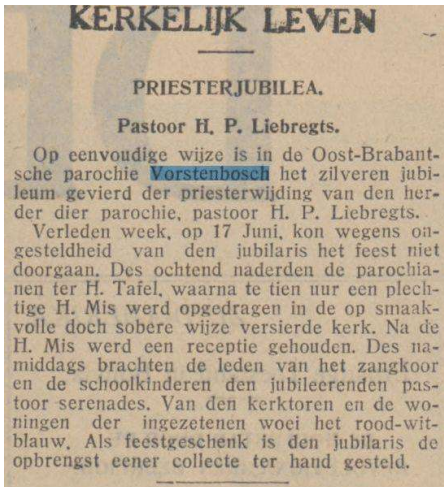 KERKELIJK LEVEN
PRIESTERJUBILEA.
Pastoor H. P. Liebregts.
Op eenvoudige wijze is in de Oost-Brabant-
sche parochie Vorstenbosch het zilveren jubi-
leum gevierd der priesterwijding van den her-
der dier parochie, pastoor H. P. Liebregts.
Verleden week, op 17 Juni, kon wegens on-
gesteldheid van den jubilaris het feest niet
doorgaan. Des ochtend naderden de parochia-
nen ter H. Tafel, waarna te tien uur een plech-
tige H. Mis werd opgedragen in de op smaak-
volle doch sobere wijze versierde kerk. Na de
H. Mis werd een receptie gehouden. Des na-
middags brachten de leden van het zangkoor
en de schoolkinderen den jubileerenden pas-
toor serenades. Van den kerktoren en de wo-
ningen der ingezetenen woei het rood-wit-
blauw. Als feestgeschenk is den jubilaris de
opbrengst eener collecte ter hand gesteld.